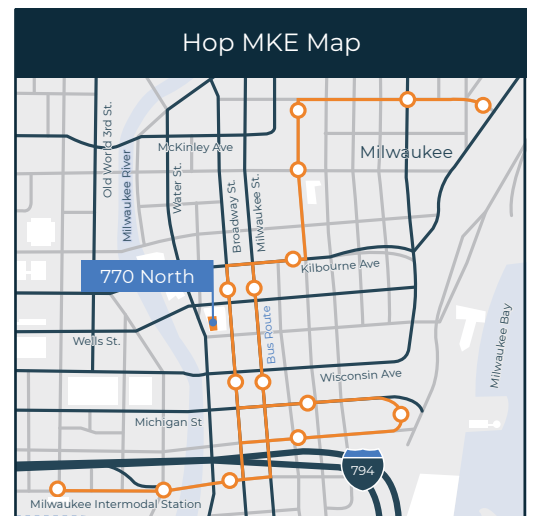 Hop MKE Map
Old World 3rd St.
McKinley Ave
Milwaukee
Milwaukee River
Water St.
Broadway St.
Milwaukee St.
Kilbourne Ave
770 North
Bus Route
Milwaukee Bay
Wells St.
Wisconsin Ave
Michigan St
794
Milwaukee Intermodal Station